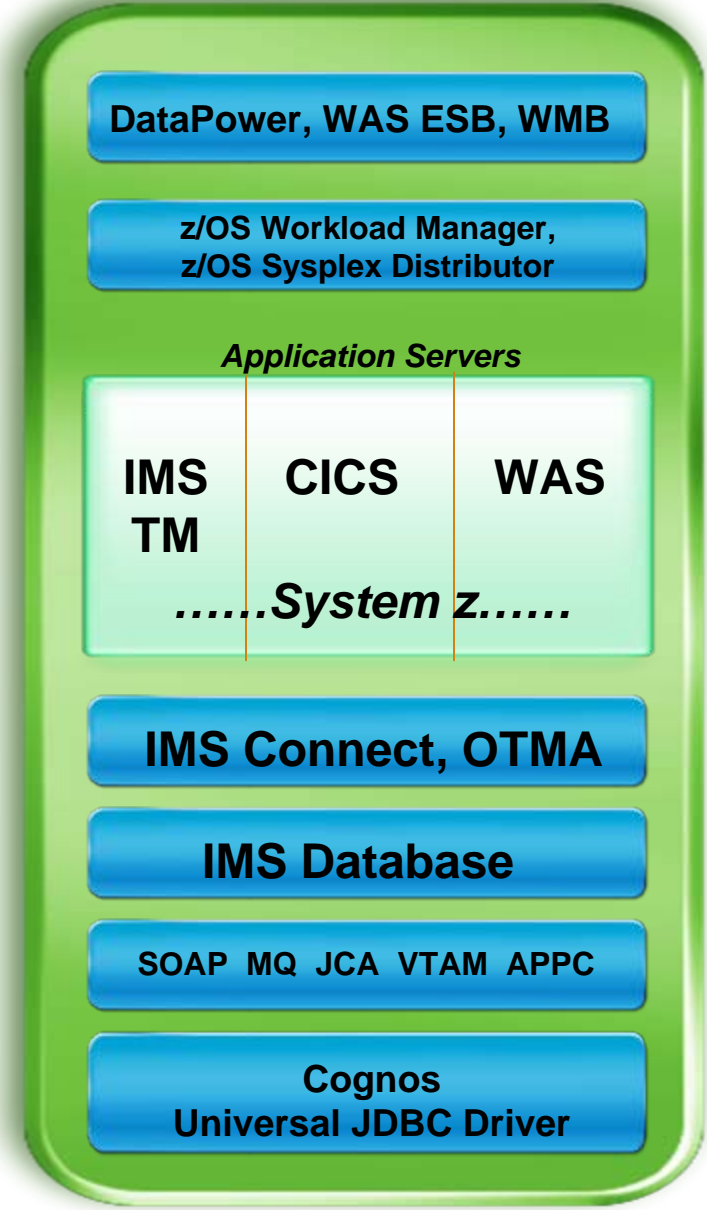 DataPower, WAS ESB, WMB
z/OS Workload Manager,
z/OS Sysplex Distributor
Application Servers
IMS CICS WAS
TM
……System z……
IMS Connect, OTMA
IMS Database
SOAP MQ JCA VTAM APPC
Cognos
Universal JDBC Driver